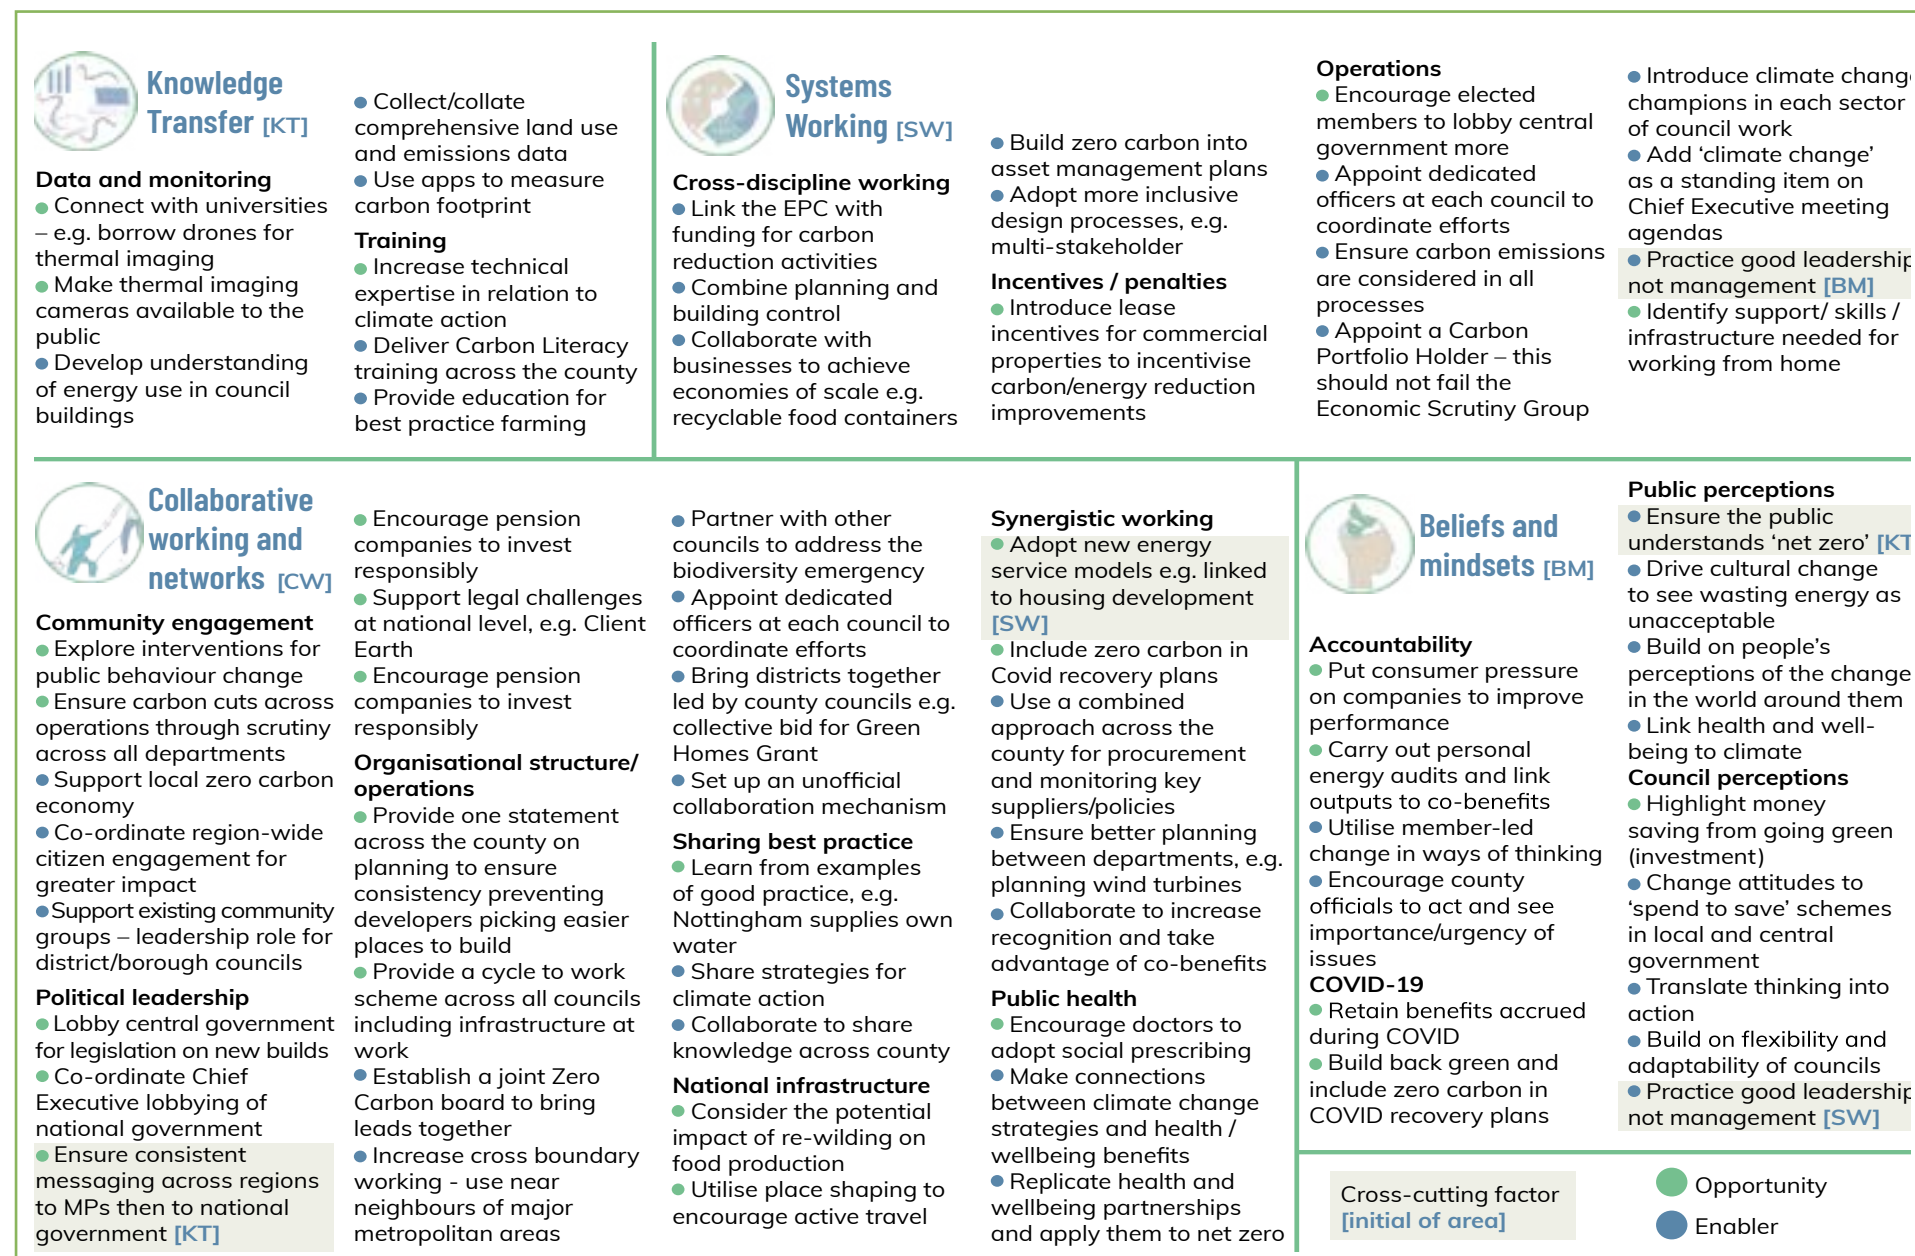 Knowledge
Transfer [KT]
Data and monitoring
● Connect with universities
– e.g. borrow drones for
thermal imaging
● Make thermal imaging
cameras available to the
public
● Develop understanding
of energy use in council
buildings
● Collect/collate
comprehensive land use
and emissions data
● Use apps to measure
carbon footprint
Training
● Increase technical
expertise in relation to
climate action
● Deliver Carbon Literacy
training across the county
● Provide education for
best practice farming
Systems
Working [SW]
Cross-discipline working
● Link the EPC with
funding for carbon
reduction activities
● Combine planning and
building control
● Collaborate with
businesses to achieve
economies of scale e.g.
recyclable food containers
● Build zero carbon into
asset management plans
● Adopt more inclusive
design processes, e.g.
multi-stakeholder
Incentives / penalties
● Introduce lease
incentives for commercial
properties to incentivise
carbon/energy reduction
improvements
Operations
● Encourage elected
members to lobby central
government more
● Appoint dedicated
officers at each council to
coordinate efforts
● Ensure carbon emissions
are considered in all
processes
● Appoint a Carbon
Portfolio Holder – this
should not fail the
Economic Scrutiny Group
● Introduce climate change
champions in each sector
of council work
● Add ‘climate change’
as a standing item on
Chief Executive meeting
agendas
● Practice good leadership
not management [BM]
● Identify support/ skills /
infrastructure needed for
working from home
Collaborative
working and
networks [CW]
Community engagement
● Explore interventions for
public behaviour change
● Ensure carbon cuts across
operations through scrutiny
across all departments
● Support local zero carbon
economy
● Co-ordinate region-wide
citizen engagement for
greater impact
● Support existing community
groups – leadership role for
district/borough councils
Political leadership
● Lobby central government
for legislation on new builds
● Co-ordinate Chief
Executive lobbying of
national government
● Ensure consistent
messaging across regions
to MPs then to national
government [KT]
● Encourage pension
companies to invest
responsibly
● Support legal challenges
at national level, e.g. Client
Earth
● Encourage pension
companies to invest
responsibly
Organisational structure/
operations
● Provide one statement
across the county on
planning to ensure
consistency preventing
developers picking easier
places to build
● Provide a cycle to work
scheme across all councils
including infrastructure at
work
● Establish a joint Zero
Carbon board to bring
leads together
● Increase cross boundary
working - use near
neighbours of major
metropolitan areas
● Partner with other
councils to address the
biodiversity emergency
● Appoint dedicated
officers at each council to
coordinate efforts
● Bring districts together
led by county councils e.g.
collective bid for Green
Homes Grant
● Set up an unofficial
collaboration mechanism
Sharing best practice
● Learn from examples
of good practice, e.g.
Nottingham supplies own
water
● Share strategies for
climate action
● Collaborate to share
knowledge across county
National infrastructure
● Consider the potential
impact of re-wilding on
food production
● Utilise place shaping to
encourage active travel
Synergistic working
● Adopt new energy
service models e.g. linked
to housing development
[SW]
● Include zero carbon in
Covid recovery plans
● Use a combined
approach across the
county for procurement
and monitoring key
suppliers/policies
● Ensure better planning
between departments, e.g.
planning wind turbines
● Collaborate to increase
recognition and take
advantage of co-benefits
Public health
● Encourage doctors to
adopt social prescribing
● Make connections
between climate change
strategies and health /
wellbeing benefits
● Replicate health and
wellbeing partnerships
and apply them to net zero
Beliefs and
mindsets [BM]
Accountability
● Put consumer pressure
on companies to improve
performance
● Carry out personal
energy audits and link
outputs to co-benefits
● Utilise member-led
change in ways of thinking
● Encourage county
officials to act and see
importance/urgency of
issues
COVID-19
● Retain benefits accrued
during COVID
● Build back green and
include zero carbon in
COVID recovery plans
Public perceptions
● Ensure the public
understands ‘net zero’ [KT
● Drive cultural change
to see wasting energy as
unacceptable
● Build on people’s
perceptions of the change
in the world around them
● Link health and well-
being to climate
Council perceptions
● Highlight money
saving from going green
(investment)
● Change attitudes to
‘spend to save’ schemes
in local and central
government
● Translate thinking into
action
● Build on flexibility and
adaptability of councils
● Practice good leadership
not management [SW]
Cross-cutting factor
[initial of area]
Opportunity
Enabler